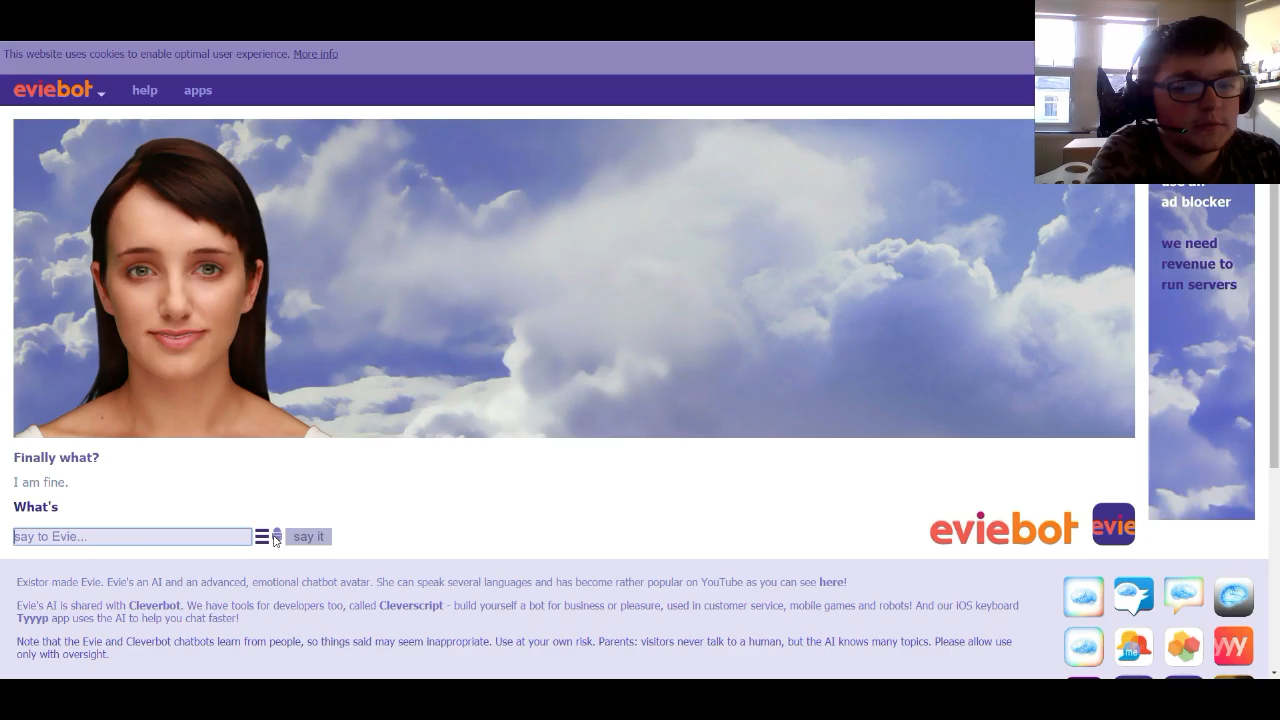 This website uses cookies to enable optimal user experience. More info
eviebot help apps
ad blocker
we need
revenue to
run servers
Finally what?
I am fine.
What's
say to Evie... say it
eviebot evie
Existor made Evie. Evie's an AI and an advanced, emotional chatbot avatar. She can speak several languages and has become rather popular on YouTube as you can see here!
Evie's AI is shared with Cleverbot. We have tools for developers too, called Cleverscript - build yourself a bot for business or pleasure, used in customer service, mobile games and robots! And our iOS keyboard
Tyyyp app uses the AI to help you chat faster!
Note that the Evie and Cleverbot chatbots learn from people, so things said may seem inappropriate. Use at your own risk. Parents: visitors never talk to a human, but the AI knows many topics. Please allow use
only with oversight.
me